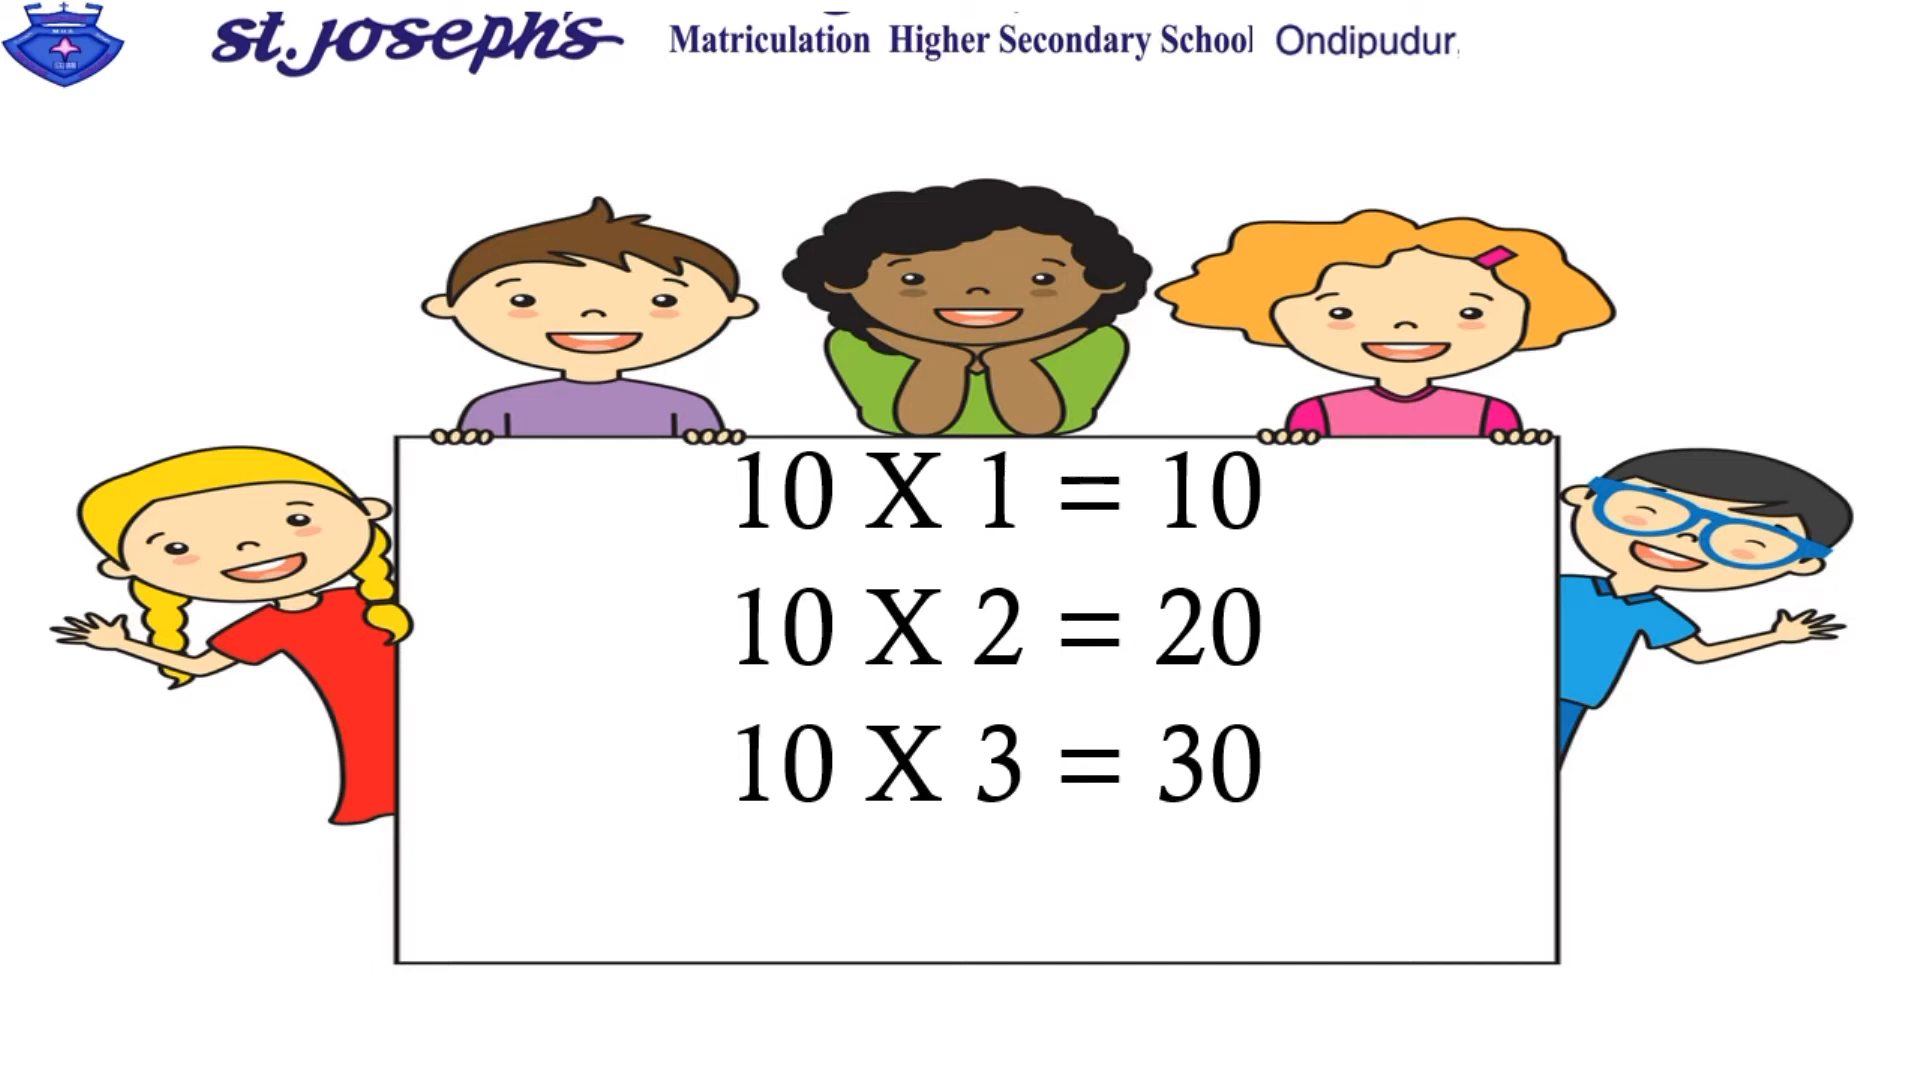 st. joseph's Matriculation Higher Secondary School Ondipudur
10 X 1 = 10
10 X 2 = 20
10 X 3 = 30